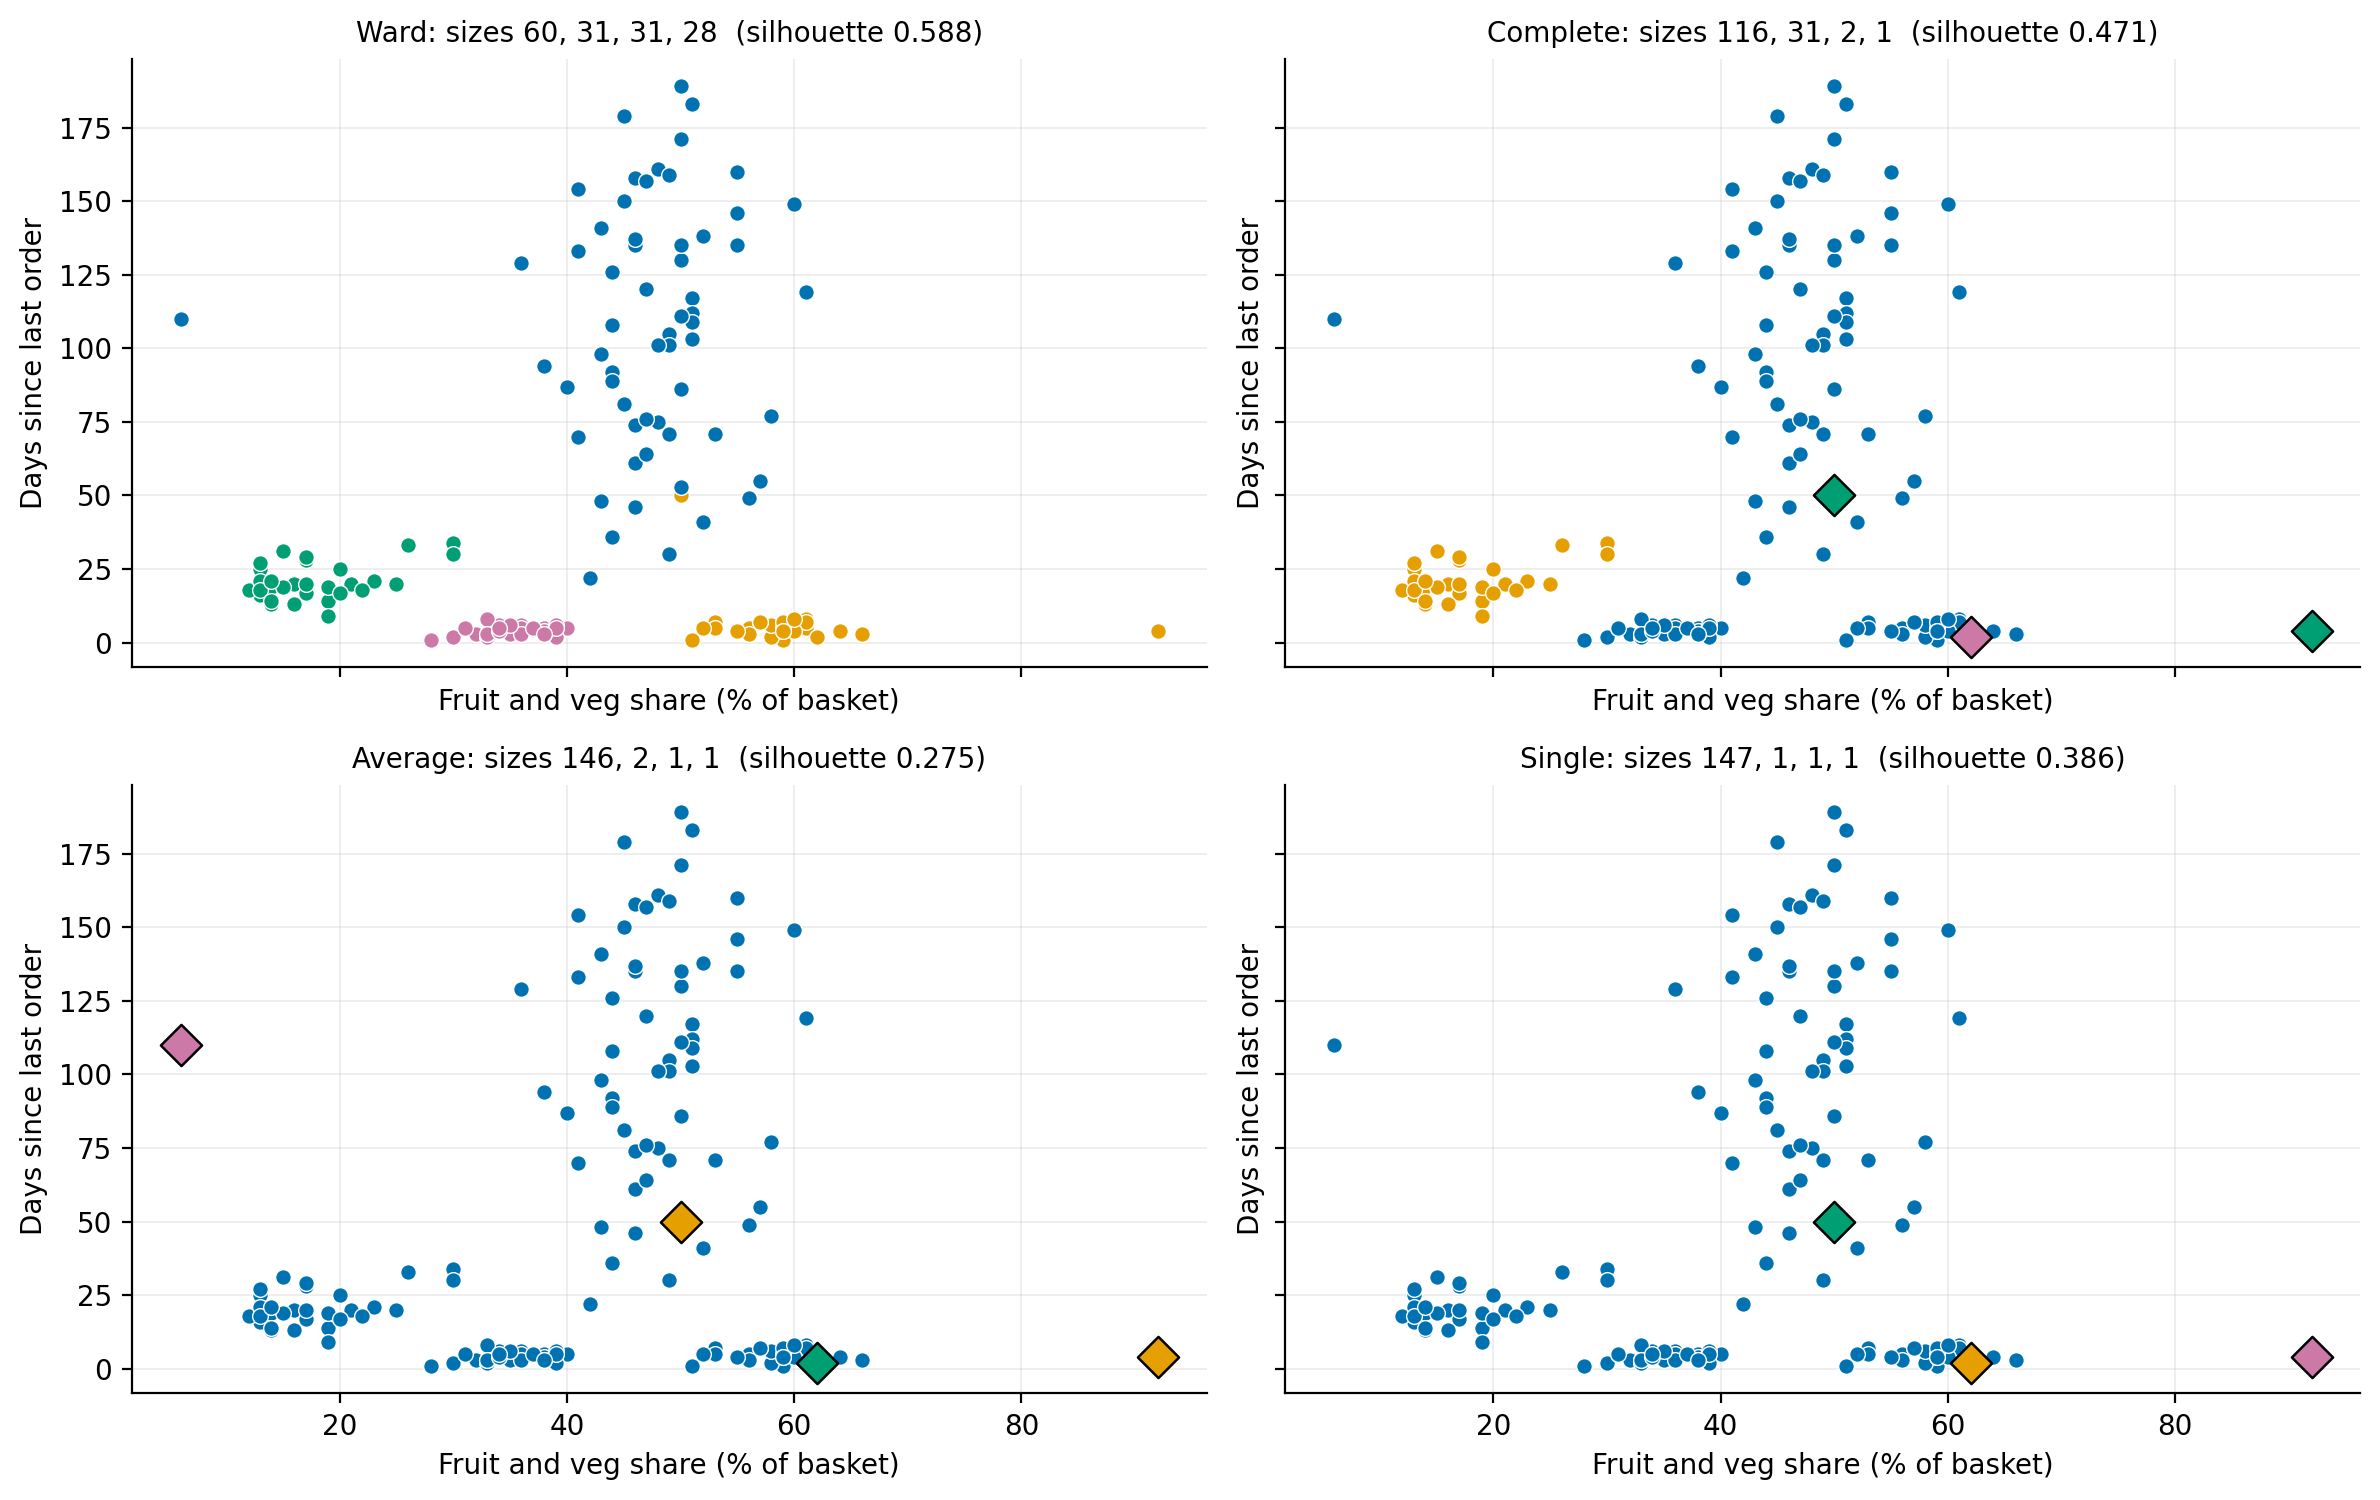 Ward: sizes 60, 31, 31, 28  (silhouette 0.588)
175
150
125
100
75
50
25
0
Days since last order
Fruit and veg share (% of basket)
Complete: sizes 116, 31, 2, 1  (silhouette 0.471)
Days since last order
Fruit and veg share (% of basket)
Average: sizes 146, 2, 1, 1  (silhouette 0.275)
175
150
125
100
75
50
25
0
Days since last order
20 40 60 80
Fruit and veg share (% of basket)
Single: sizes 147, 1, 1, 1  (silhouette 0.386)
Days since last order
20 40 60 80
Fruit and veg share (% of basket)